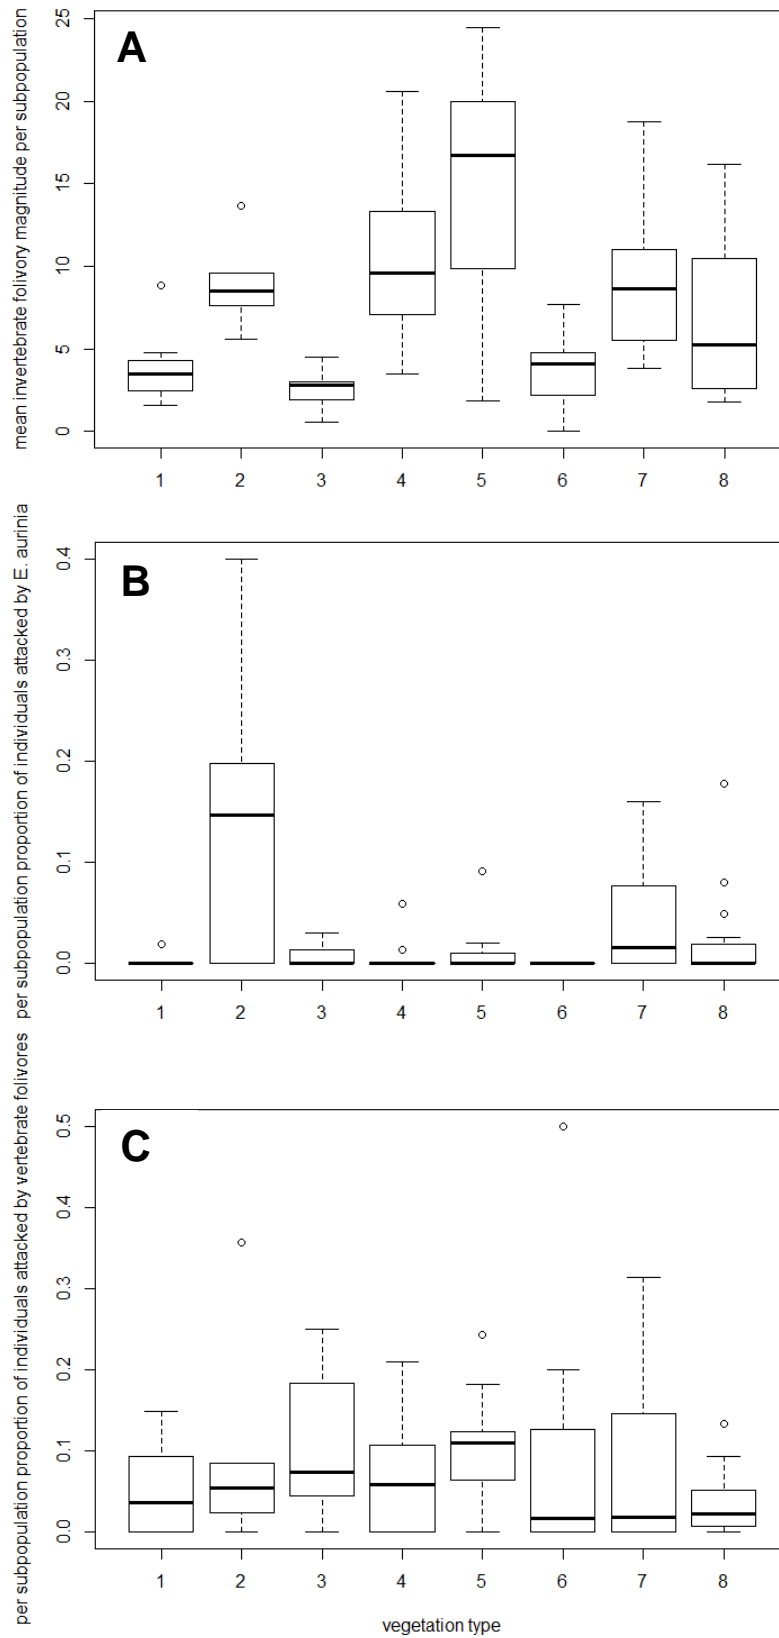 A
mean invertebrate folivory magnitude per subpopulation
25
20
15
10
5
0
1 2 3 4 5 6 7 8
B
per subpopulation proportion of individuals attacked by E. aurinia
0.4
0.3
0.2
0.1
0.0
1 2 3 4 5 6 7 8
C
per subpopulation proportion of individuals attacked by vertebrate folivores
0.5
0.4
0.3
0.2
0.1
0.0
1 2 3 4 5 6 7 8
vegetation type